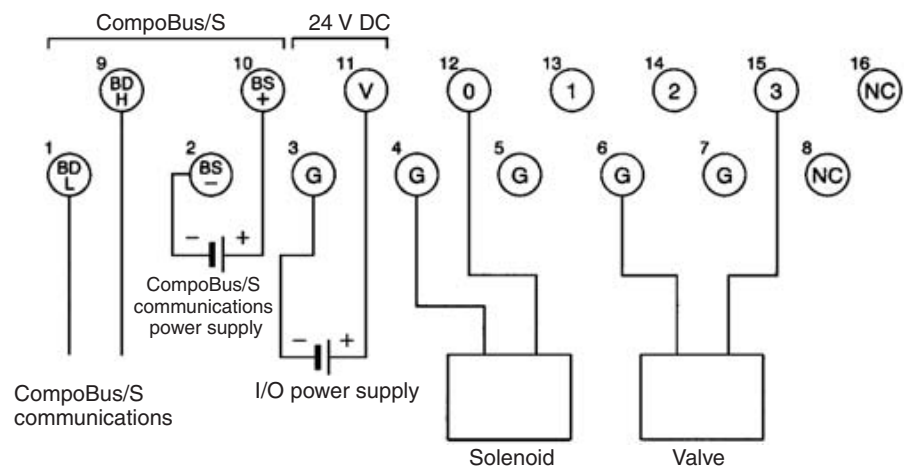 CompoBus/S 24 V DC
9 10 11 12 13 14 15 16
BD H BS + V 0 1 2 3 NC
1 2 3 4 5 6 7 8
BD L BS − G G G G G NC
− +
CompoBus/S
communications
power supply
− +
CompoBus/S
communications
I/O power supply
Solenoid Valve